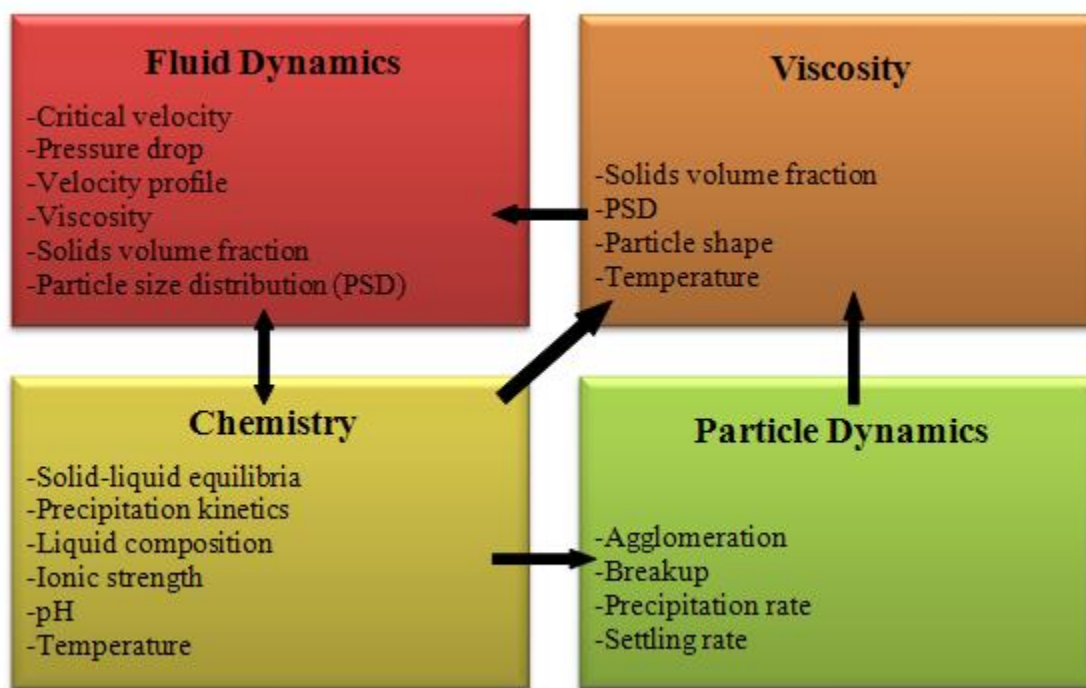 Fluid Dynamics
-Critical velocity
-Pressure drop
-Velocity profile
-Viscosity
-Solids volume fraction
-Particle size distribution (PSD)
Viscosity
-Solids volume fraction
-PSD
-Particle shape
-Temperature
Chemistry
-Solid-liquid equilibria
-Precipitation kinetics
-Liquid composition
-Ionic strength
-pH
-Temperature
Particle Dynamics
-Agglomeration
-Breakup
-Precipitation rate
-Settling rate